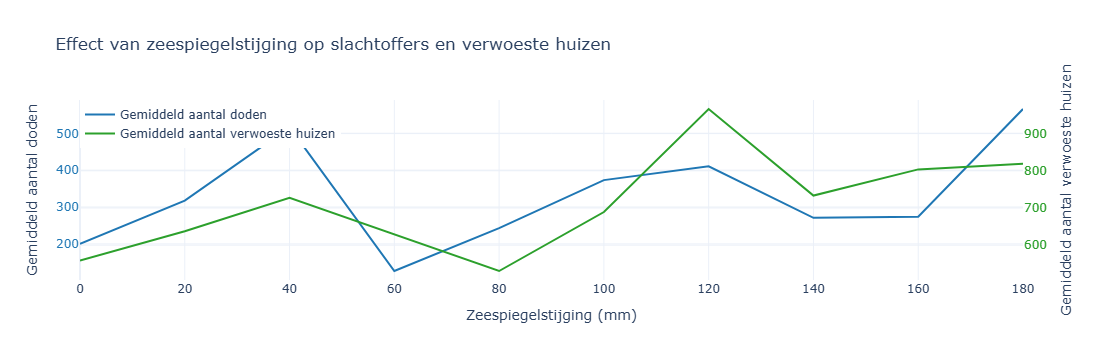 Effect van zeespiegelstijging op slachtoffers en verwoeste huizen
Gemiddeld aantal doden
Gemiddeld aantal verwoeste huizen
Gemiddeld aantal doden
500
400
300
200
900
800
700
600
Gemiddeld aantal verwoeste huizen
0 20 40 60 80 100 120 140 160 180
Zeespiegelstijging (mm)